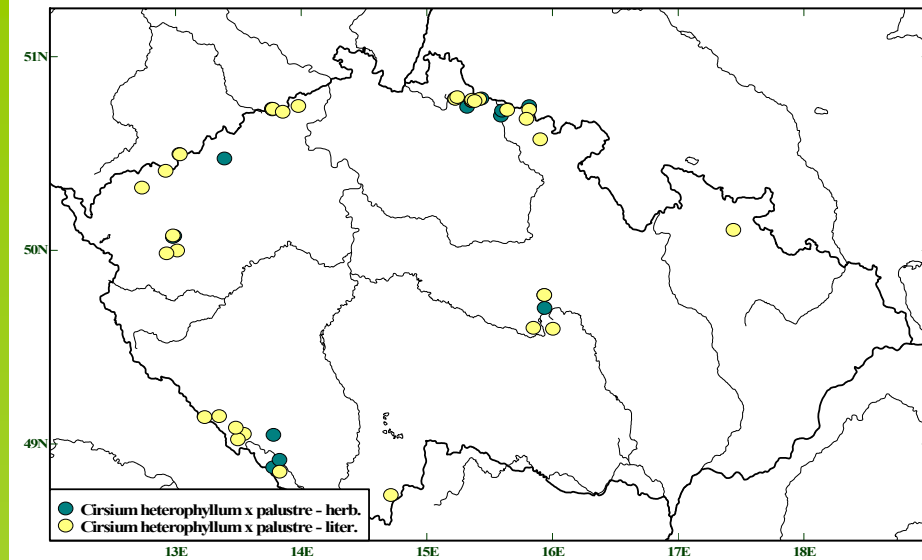 51N
50N
49N
Cirsium heterophyllum x palustre - herb.
Cirsium heterophyllum x palustre - liter.
13E 14E 15E 16E 17E 18E